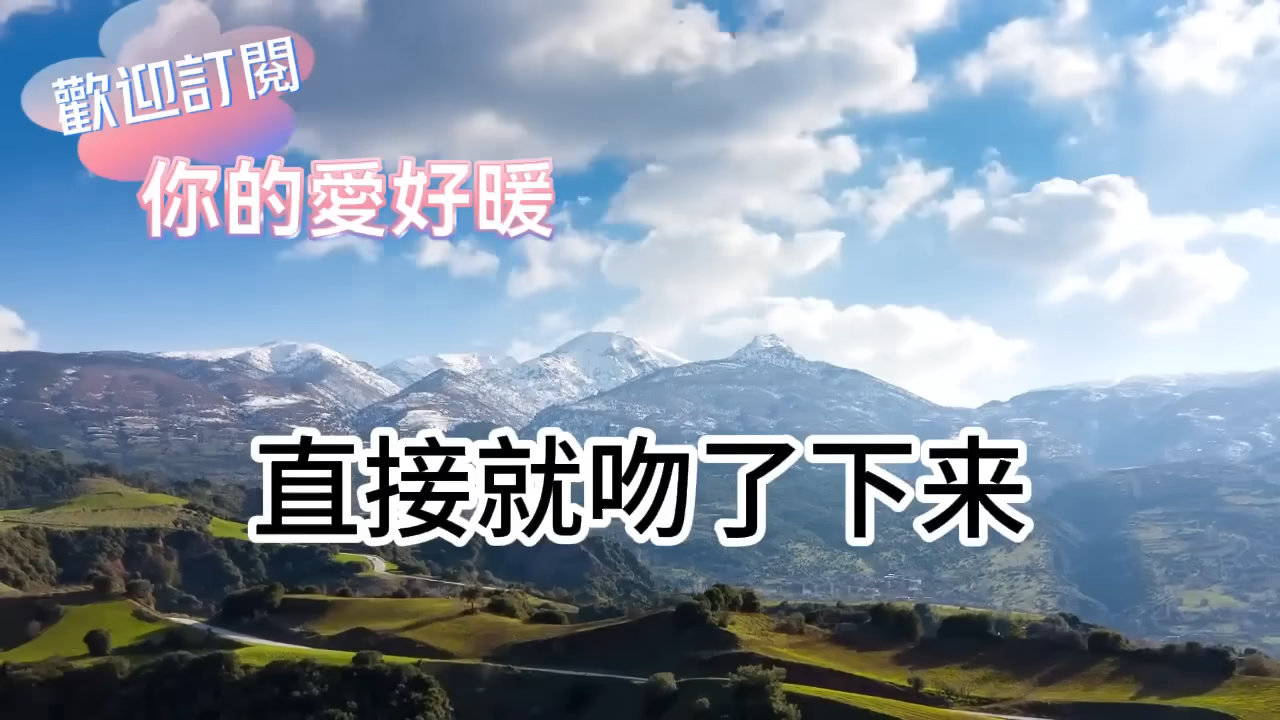 歡迎訂閱
你的愛好暖
直接就吻了下来